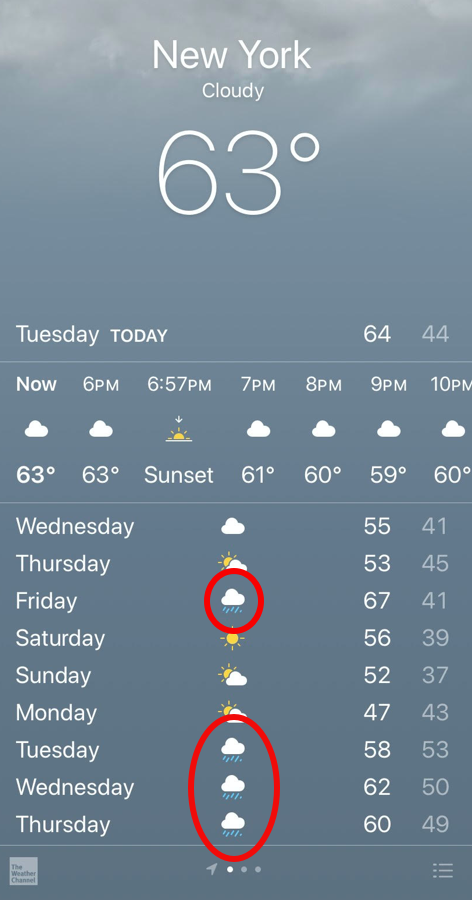 New York
Cloudy
63°
Tuesday TODAY 64 44
Now 6PM 6:57PM 7PM 8PM 9PM 10PM
63° 63° Sunset 61° 60° 59° 60°
Wednesday 55 41
Thursday 53 45
Friday 67 41
Saturday 56 39
Sunday 52 37
Monday 47 43
Tuesday 58 53
Wednesday 62 50
Thursday 60 49
The
Weather
Channel